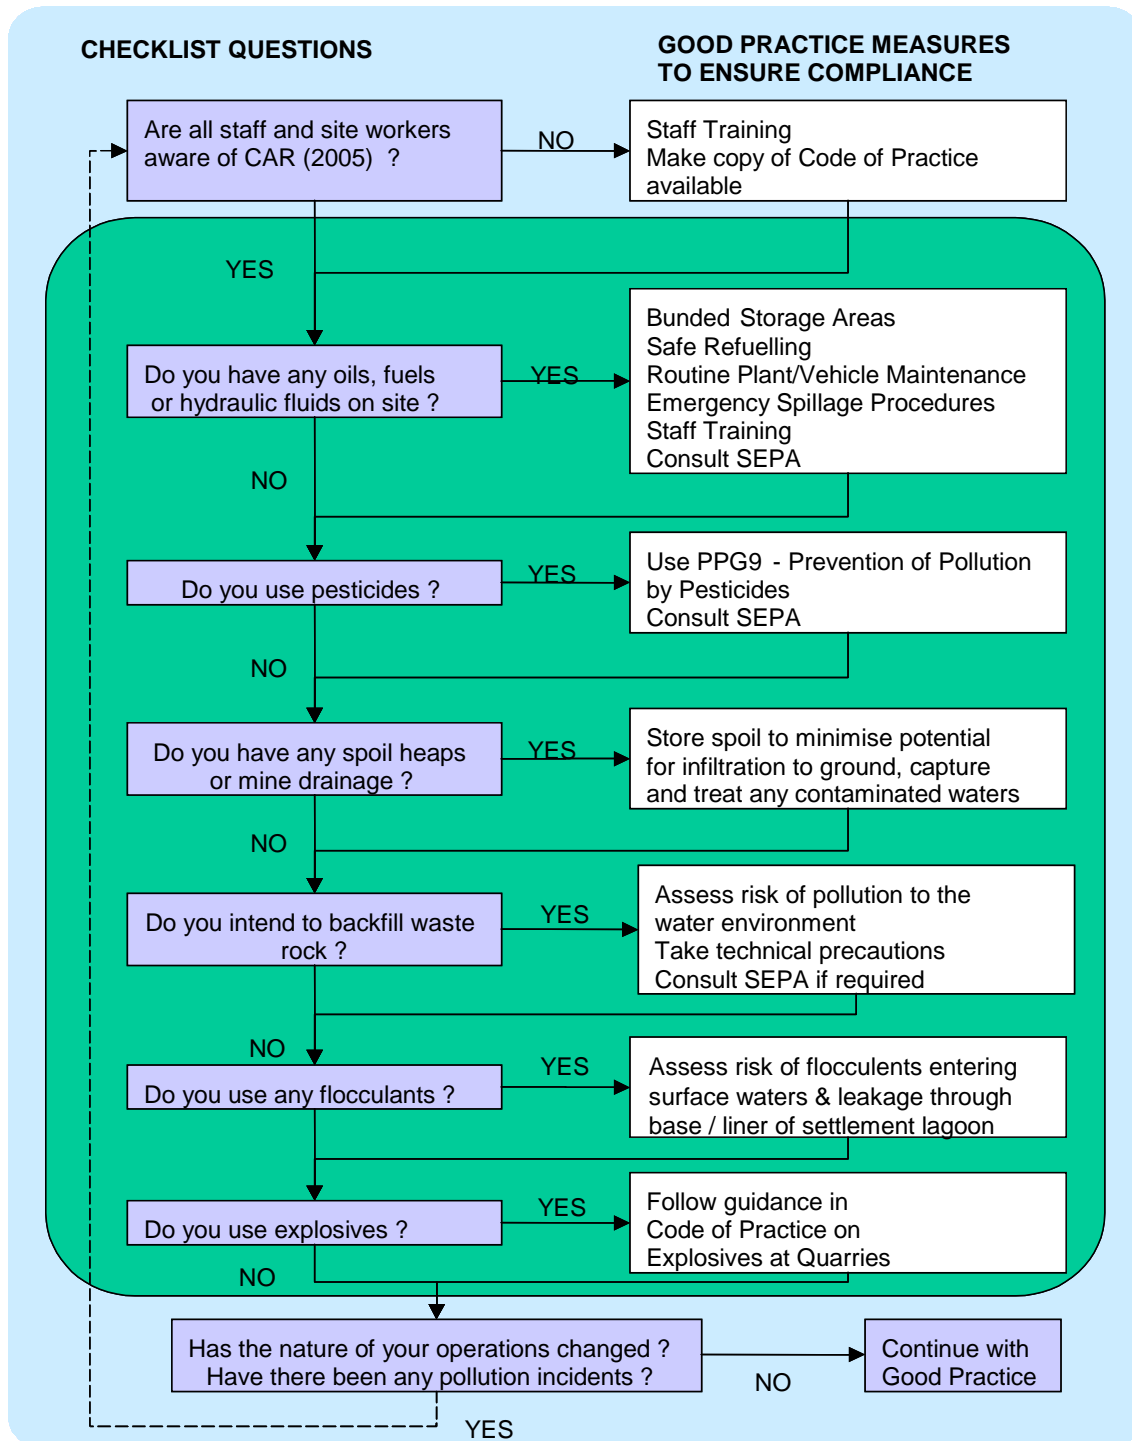 CHECKLIST QUESTIONS
GOOD PRACTICE MEASURES
TO ENSURE COMPLIANCE
Are all staff and site workers
aware of CAR (2005) ?
NO
Staff Training
Make copy of Code of Practice
available
YES
Do you have any oils, fuels
or hydraulic fluids on site ?
YES
Bunded Storage Areas
Safe Refuelling
Routine Plant/Vehicle Maintenance
Emergency Spillage Procedures
Staff Training
Consult SEPA
NO
Do you use pesticides ?
YES
Use PPG9 - Prevention of Pollution
by Pesticides
Consult SEPA
NO
Do you have any spoil heaps
or mine drainage ?
YES
Store spoil to minimise potential
for infiltration to ground, capture
and treat any contaminated waters
NO
Do you intend to backfill waste
rock ?
YES
Assess risk of pollution to the
water environment
Take technical precautions
Consult SEPA if required
NO
Do you use any flocculants ?
YES
Assess risk of flocculents entering
surface waters & leakage through
base / liner of settlement lagoon
Do you use explosives ?
YES
Follow guidance in
Code of Practice on
Explosives at Quarries
NO
Has the nature of your operations changed ?
Have there been any pollution incidents ?
NO
Continue with
Good Practice
YES